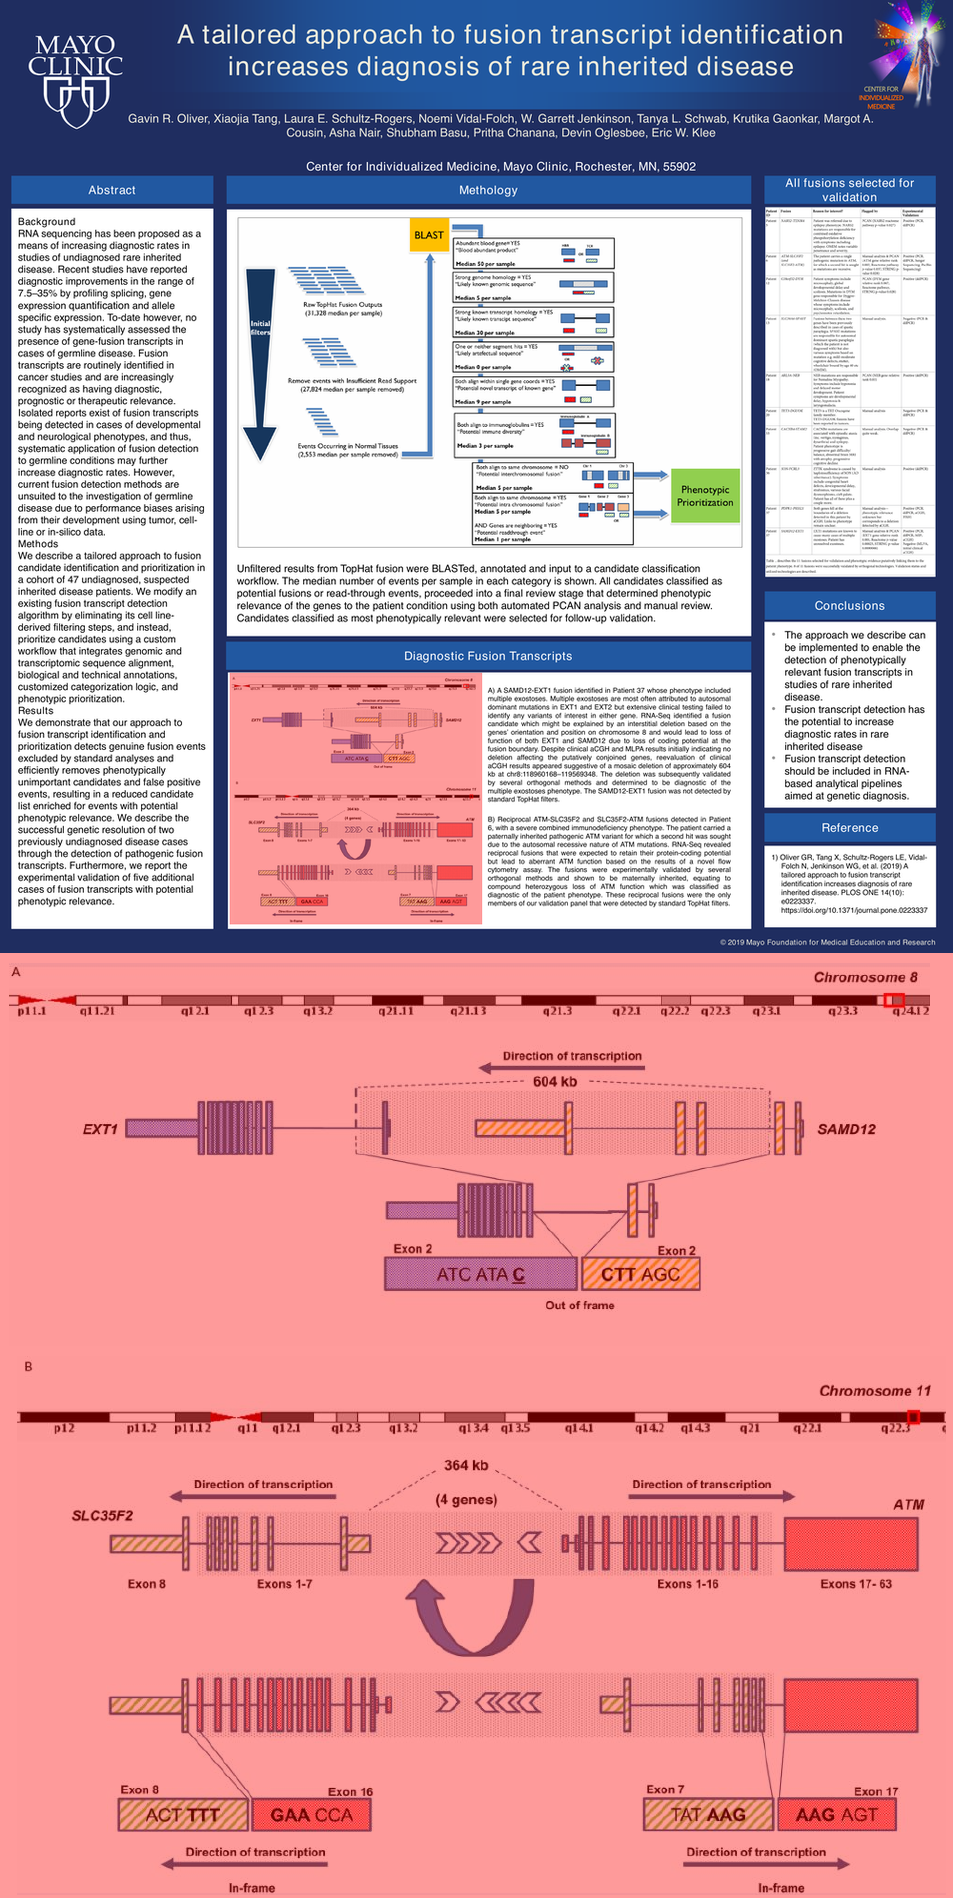 A tailored approach to fusion transcript identification
increases diagnosis of rare inherited disease
MAYO
CLINIC
CENTER FOR
INDIVIDUALIZED
MEDICINE
Gavin R. Oliver, Xiaojia Tang, Laura E. Schultz-Rogers, Noemi Vidal-Folch, W. Garrett Jenkinson, Tanya L. Schwab, Krutika Gaonkar, Margot A.
Cousin, Asha Nair, Shubham Basu, Pritha Chanana, Devin Oglesbee, Eric W. Klee
Center for Individualized Medicine, Mayo Clinic, Rochester, MN, 55902
Abstract
Background
RNA sequencing has been proposed as a
means of increasing diagnostic rates in
studies of undiagnosed rare inherited
disease. Recent studies have reported
diagnostic improvements in the range of
7.5–35% by profiling splicing, gene
expression quantification and allele
specific expression. To-date however, no
study has systematically assessed the
presence of gene-fusion transcripts in
cases of germline disease. Fusion
transcripts are routinely identified in
cancer studies and are increasingly
recognized as having diagnostic,
prognostic or therapeutic relevance.
Isolated reports exist of fusion transcripts
being detected in cases of developmental
and neurological phenotypes, and thus,
systematic application of fusion detection
to germline conditions may further
increase diagnostic rates. However,
current fusion detection methods are
unsuited to the investigation of germline
disease due to performance biases arising
from their development using tumor, cell-
line or in-silico data.
Methods
We describe a tailored approach to fusion
candidate identification and prioritization in
a cohort of 47 undiagnosed, suspected
inherited disease patients. We modify an
existing fusion transcript detection
algorithm by eliminating its cell line-
derived filtering steps, and instead,
prioritize candidates using a custom
workflow that integrates genomic and
transcriptomic sequence alignment,
biological and technical annotations,
customized categorization logic, and
phenotypic prioritization.
Results
We demonstrate that our approach to
fusion transcript identification and
prioritization detects genuine fusion events
excluded by standard analyses and
efficiently removes phenotypically
unimportant candidates and false positive
events, resulting in a reduced candidate
list enriched for events with potential
phenotypic relevance. We describe the
successful genetic resolution of two
previously undiagnosed disease cases
through the detection of pathogenic fusion
transcripts. Furthermore, we report the
experimental validation of five additional
cases of fusion transcripts with potential
phenotypic relevance.
Methology
Initial
filters
Raw TopHat Fusion Outputs
(31,328 median per sample)
Remove events with Insufficient Read Support
(27,824 median per sample removed)
Events Occurring in Normal Tissues
(2,553 median per sample removed)
BLAST
Abundant blood gene = YES
"Blood abundant product"
Median 50 per sample
Strong genome homology = YES
"Likely known genomic sequence"
Median 5 per sample
Strong known transcript homology = YES
"Likely known transcript sequence"
Median 30 per sample
One or neither segment hits = YES
"Likely artefactual sequence"
Median 0 per sample
Both align within single gene coords = YES
"Potential novel transcript of known gene"
Median 9 per sample
Both align to immunoglobulins = YES
"Potential immune diversity"
Median 3 per sample
Both align to same chromosome = NO
"Potential interchromosomal fusion"
Median 5 per sample
Both align to same chromosome = YES
"Potential intra chromosomal fusion"
Median 5 per sample
AND Genes are neighboring = YES
"Potential readthrough event"
Median 1 per sample
Phenotypic
Prioritization
Unfiltered results from TopHat fusion were BLASTed, annotated and input to a candidate classification
workflow. The median number of events per sample in each category is shown. All candidates classified as
potential fusions or read-through events, proceeded into a final review stage that determined phenotypic
relevance of the genes to the patient condition using both automated PCAN analysis and manual review.
Candidates classified as most phenotypically relevant were selected for follow-up validation.
Diagnostic Fusion Transcripts
A) A SAMD12-EXT1 fusion identified in Patient 37 whose phenotype included
multiple exostoses. Multiple exostoses are most often attributed to autosomal
dominant mutations in EXT1 and EXT2 but extensive clinical testing failed to
identify any variants of interest in either gene. RNA-Seq identified a fusion
candidate which might be explained by a heterozygous deletion based on the
genes' orientation and position on chromosome 8 and would lead to loss of
function of both EXT1 and SAMD12 due to loss of coding potential at the
fusion boundary. Despite clinical aCGH and MLPA results initially indicating no
deletion affecting the putatively conjoined genes, reevaluation of clinical
aCGH results appeared suggestive of a mosaic deletion of approximately 604
kb at chr8:118960168–119569348. The deletion was subsequently validated
by several orthogonal methods and determined to be diagnostic of the
multiple exostoses phenotype. The SAMD12-EXT1 fusion was not detected by
standard TopHat filters.
B) Reciprocal ATM-SLC35F2 and SLC35F2-ATM fusions detected in Patient
6, with a severe combined immunodeficiency phenotype. The patient carried a
paternally inherited pathogenic ATM variant for which a second hit was sought
due to the autosomal recessive nature of ATM mutations. RNA-Seq revealed
reciprocal fusions that were expected to retain their protein-coding potential
but lead to aberrant ATM function based on the results of a novel flow
cytometry assay. The fusions were experimentally validated by several
orthogonal methods and shown to be maternally inherited, equating to
compound heterozygous loss of ATM function which was classified as
diagnostic of the patient phenotype. These reciprocal fusions were the only
members of our validation panel that were detected by standard TopHat filters.
All fusions selected for
validation
Conclusions
• The approach we describe can
be implemented to enable the
detection of phenotypically
relevant fusion transcripts in
studies of rare inherited
disease.
• Fusion transcript detection has
the potential to increase
diagnostic rates in rare
inherited disease
• Fusion transcript detection
should be included in RNA-
based analytical pipelines
aimed at genetic diagnosis.
Reference
1) Oliver GR, Tang X, Schultz-Rogers LE, Vidal-
Folch N, Jenkinson WG, et al. (2019) A
tailored approach to fusion transcript
identification increases diagnosis of rare
inherited disease. PLOS ONE 14(10):
e0223337.
https://doi.org/10.1371/journal.pone.0223337
© 2019 Mayo Foundation for Medical Education and Research
A
Chromosome 8
p11.1 q11.21 q12.1 q12.3 q13.2 q21.11 q21.13 q21.3 q22.1 q22.2 q22.3 q23.1 q23.3 q24.12
Direction of transcription
604 kb
EXT1
SAMD12
Exon 2
Exon 2
ATC ATA C
CTT AGC
Out of frame
B
Chromosome 11
p12 p11.2 p11.12 q11 q12.1 q12.3 q13.2 q13.4 q13.5 q14.1 q14.2 q14.3 q21 q22.1 q22.3
364 kb
(4 genes)
Direction of transcription
Direction of transcription
SLC35F2
ATM
Exon 8
Exons 1-7
Exons 1-16
Exons 17- 63
Exon 8
Exon 16
Exon 7
Exon 17
ACT TTT
GAA CCA
TAT AAG
AAG AGT
Direction of transcription
Direction of transcription
In-frame
In-frame